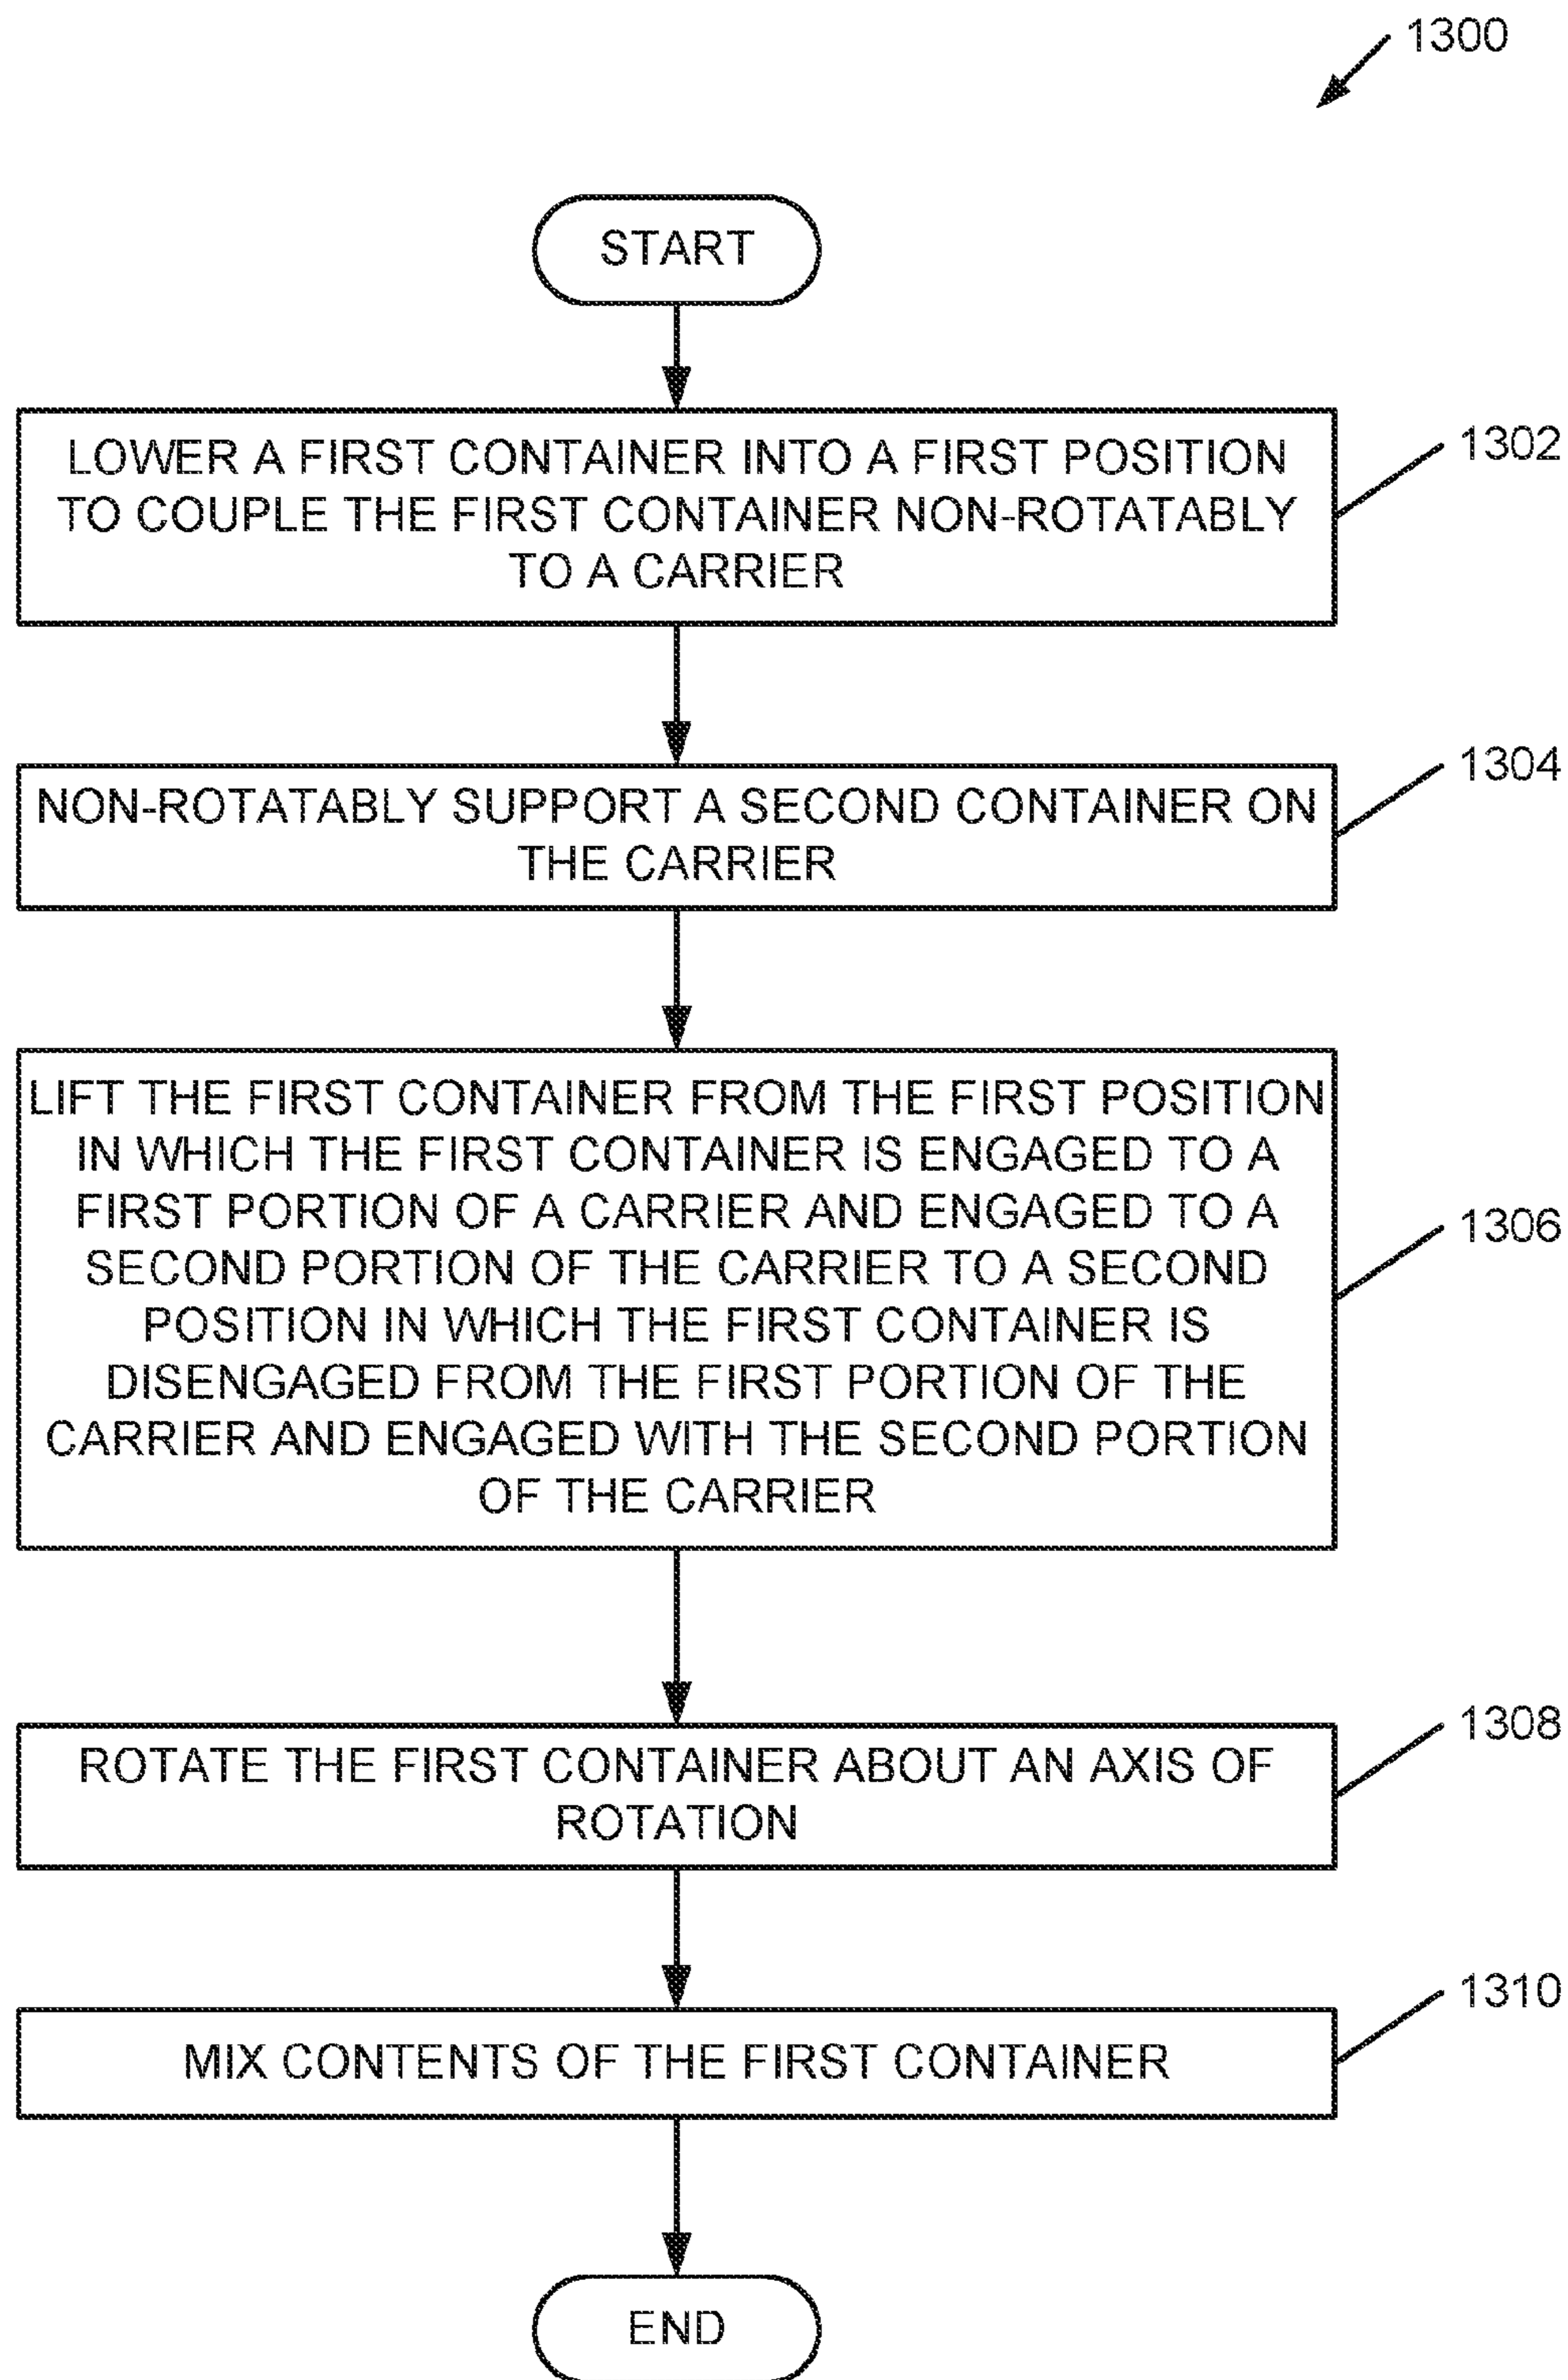 1300
START
LOWER A FIRST CONTAINER INTO A FIRST POSITION
TO COUPLE THE FIRST CONTAINER NON-ROTATABLY
TO A CARRIER
1302
NON-ROTATABLY SUPPORT A SECOND CONTAINER ON
THE CARRIER
1304
LIFT THE FIRST CONTAINER FROM THE FIRST POSITION
IN WHICH THE FIRST CONTAINER IS ENGAGED TO A
FIRST PORTION OF A CARRIER AND ENGAGED TO A
SECOND PORTION OF THE CARRIER TO A SECOND
POSITION IN WHICH THE FIRST CONTAINER IS
DISENGAGED FROM THE FIRST PORTION OF THE
CARRIER AND ENGAGED WITH THE SECOND PORTION
OF THE CARRIER
1306
ROTATE THE FIRST CONTAINER ABOUT AN AXIS OF
ROTATION
1308
MIX CONTENTS OF THE FIRST CONTAINER
1310
END